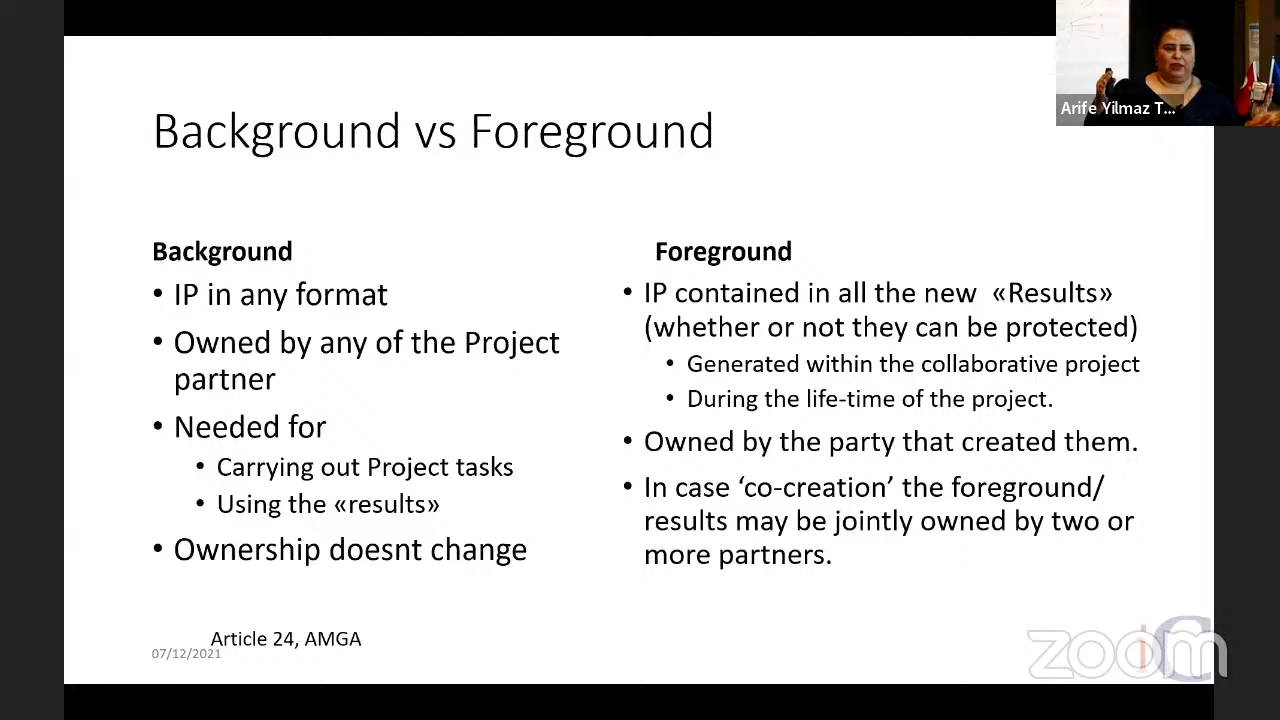 Arife Yilmaz T...
Background vs Foreground
Background
• IP in any format
• Owned by any of the Project
partner
• Needed for
• Carrying out Project tasks
• Using the «results»
• Ownership doesnt change
Foreground
• IP contained in all the new «Results»
(whether or not they can be protected)
• Generated within the collaborative project
• During the life-time of the project.
• Owned by the party that created them.
• In case ‘co-creation’ the foreground/
results may be jointly owned by two or
more partners.
Article 24, AMGA
07/12/2021
zoom